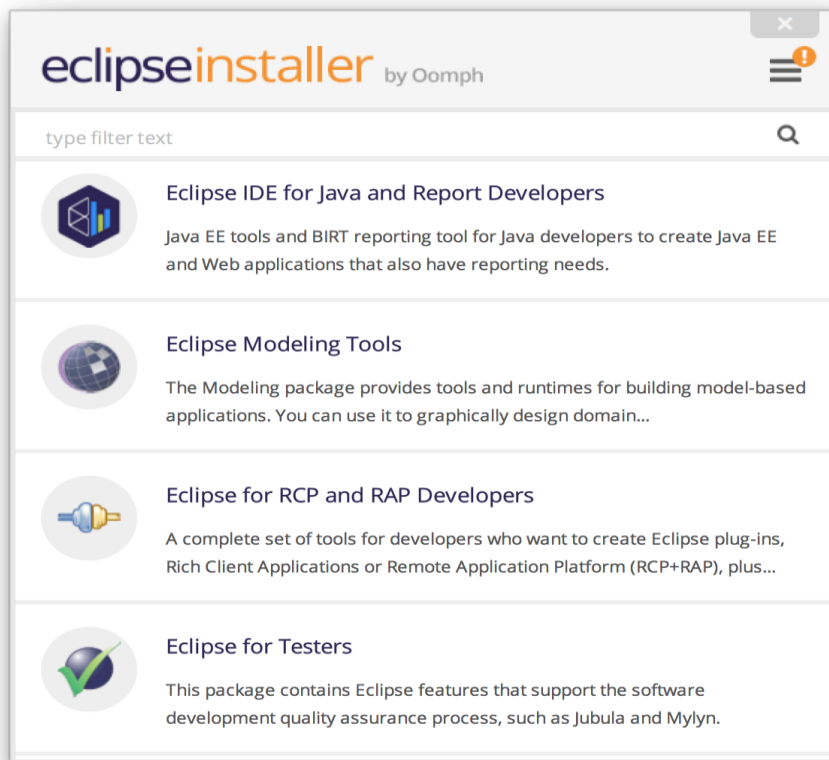 eclipseinstaller by Oomph
type filter text
Eclipse IDE for Java and Report Developers
Java EE tools and BIRT reporting tool for Java developers to create Java EE
and Web applications that also have reporting needs.
Eclipse Modeling Tools
The Modeling package provides tools and runtimes for building model-based
applications. You can use it to graphically design domain...
Eclipse for RCP and RAP Developers
A complete set of tools for developers who want to create Eclipse plug-ins,
Rich Client Applications or Remote Application Platform (RCP+RAP), plus...
Eclipse for Testers
This package contains Eclipse features that support the software
development quality assurance process, such as Jubula and Mylyn.